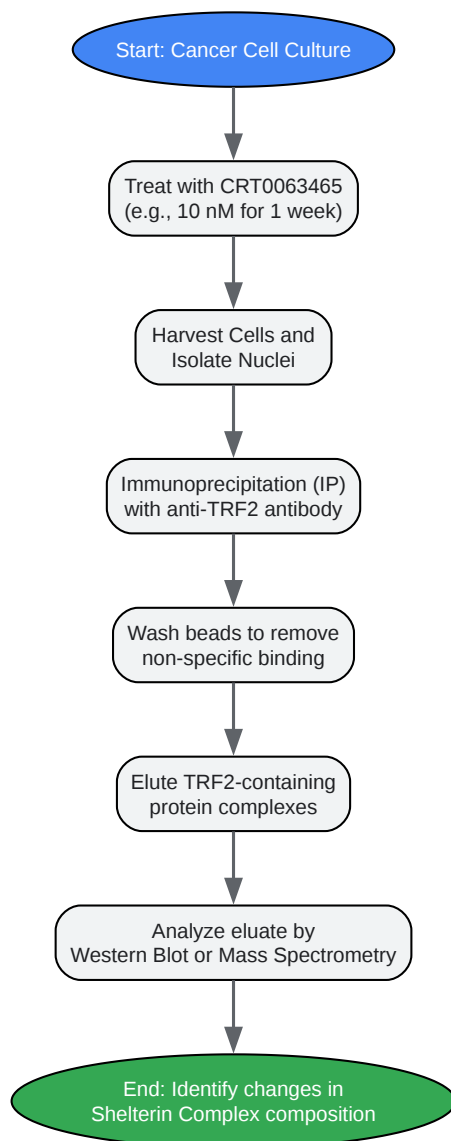 Start: Cancer Cell Culture
Treat with CRT0063465
(e.g., 10 nM for 1 week)
Harvest Cells and
Isolate Nuclei
Immunoprecipitation (IP)
with anti-TRF2 antibody
Wash beads to remove
non-specific binding
Elute TRF2-containing
protein complexes
Analyze eluate by
Western Blot or Mass Spectrometry
End: Identify changes in
Shelterin Complex composition